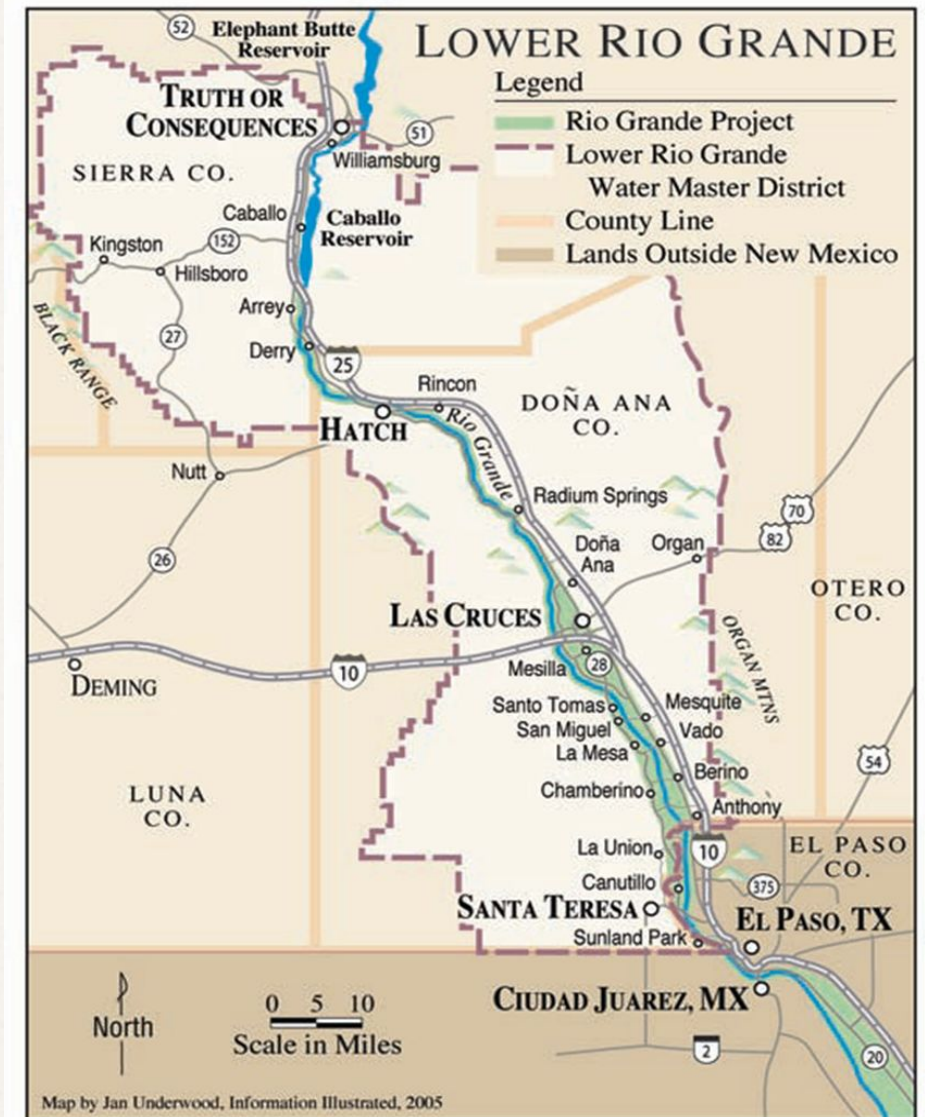 LOWER RIO GRANDE
Legend
Rio Grande Project
Lower Rio Grande
Water Master District
County Line
Lands Outside New Mexico
52
Elephant Butte
Reservoir
TRUTH OR
CONSEQUENCES
51
Williamsburg
SIERRA CO.
Caballo
Caballo
Reservoir
Kingston
152
Hillsboro
Arrey
BLACK RANGE
27
Derry
25
Rincon
DOÑA ANA
CO.
HATCH
Rio Grande
Nutt
Radium Springs
70
82
Doña
Ana
Organ
26
OTERO
CO.
LAS CRUCES
ORGAN MTNS
10
Mesilla
28
DEMING
Santo Tomas
Mesquite
San Miguel
Vado
La Mesa
54
Berino
Chamberino
LUNA
CO.
Anthony
La Union
10
EL PASO
CO.
Canutillo
375
SANTA TERESA
EL PASO, TX
Sunland Park
CIUDAD JUAREZ, MX
North
0 5 10
Scale in Miles
2
20
Map by Jan Underwood, Information Illustrated, 2005